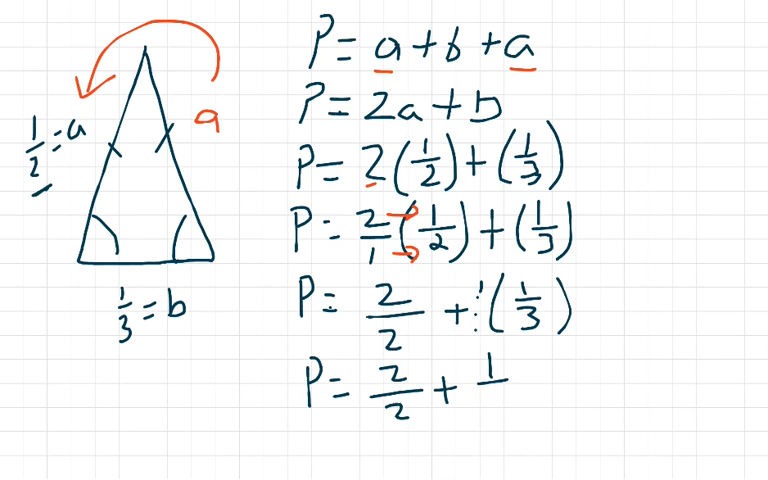 P = a + b + a
P = 2a + b
P = 2(1/2) + (1/3)
P = 2/1(1/2) + (1/3)
P = 2/2 + (1/3)
P = 2/2 + 1/
1/2 = a
a
1/3 = b